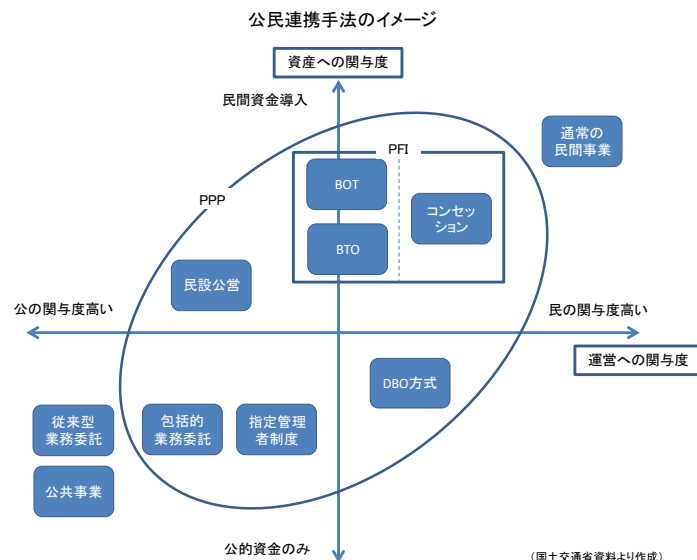 公民連携手法のイメージ
資産への関与度
民間資金導入
通常の
民間事業
PFI
BOT
コンセッ
ション
PPP
BTO
民設公営
公の関与度高い
民の関与度高い
運営への関与度
DBO方式
従来型
業務委託
包括的
業務委託
指定管理
者制度
公共事業
公的資金のみ
(国土交通省資料より作成)